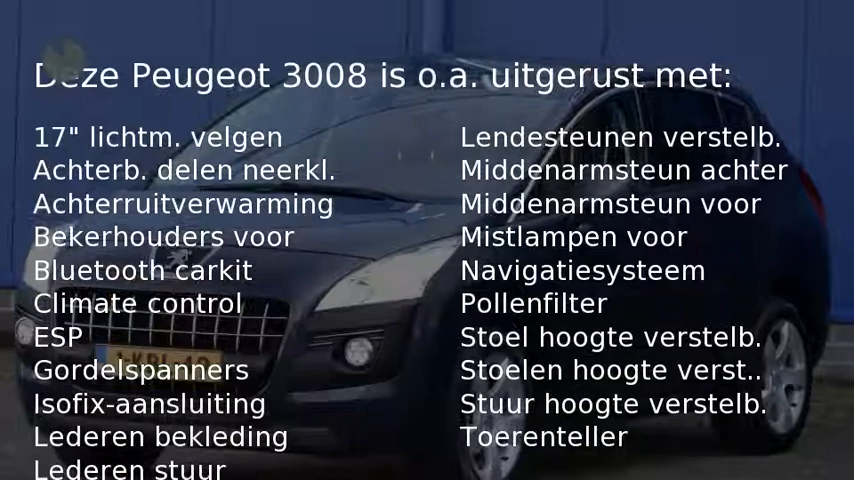 Deze Peugeot 3008 is o.a. uitgerust met:
17" lichtm. velgen
Achterb. delen neerkl.
Achterruitverwarming
Bekerhouders voor
Bluetooth carkit
Climate control
ESP
Gordelspanners
Isofix-aansluiting
Lederen bekleding
Lederen stuur
Lendesteunen verstelb.
Middenarmsteun achter
Middenarmsteun voor
Mistlampen voor
Navigatiesysteem
Pollenfilter
Stoel hoogte verstelb.
Stoelen hoogte verst..
Stuur hoogte verstelb.
Toerenteller